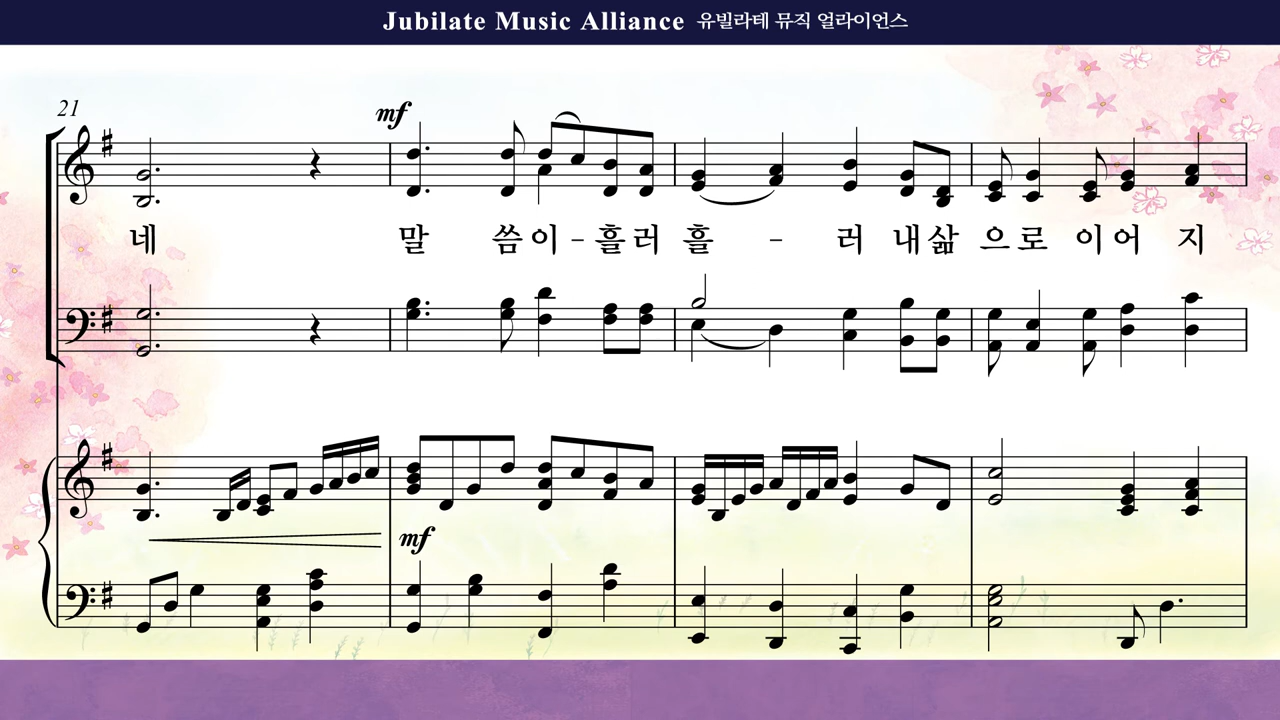 Jubilate Music Alliance 유빌라테 뮤직 얼라이언스
21
mf
네 말 씀이-흘러 흘 - 러 내삶 으로 이어 지
mf